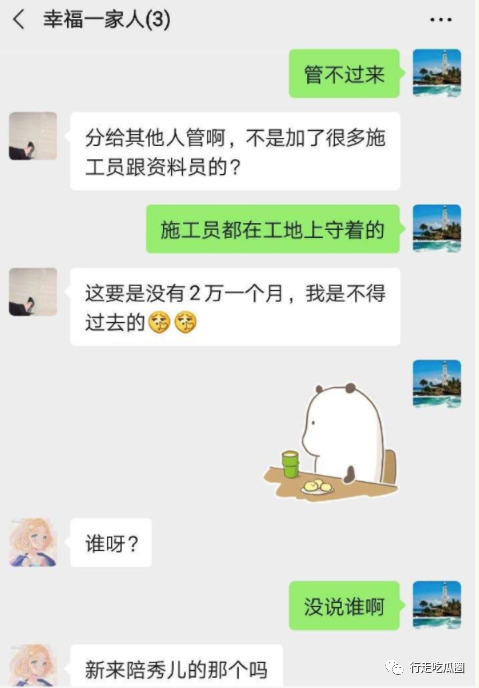 幸福一家人(3)
管不过来
分给其他人管啊，不是加了很多施
工员跟资料员的？
施工员都在工地上守着的
这要是没有2万一个月，我是不得
过去的
谁呀？
没说谁啊
新来陪秀儿的那个吗
行走吃瓜圈